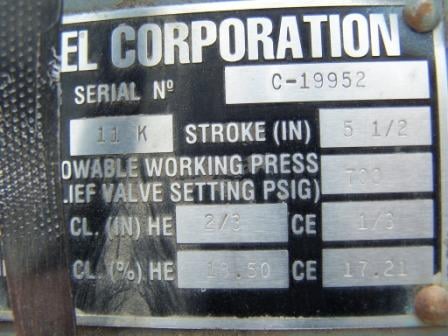 EL CORPORATION
SERIAL Nº C-19952
11 K STROKE (IN) 5 1/2
OWABLE WORKING PRESS
LIEF VALVE SETTING PSIG)
CL. (IN) HE 2/3 CE 1/3
CL. (%) HE 18.50 CE 17.21